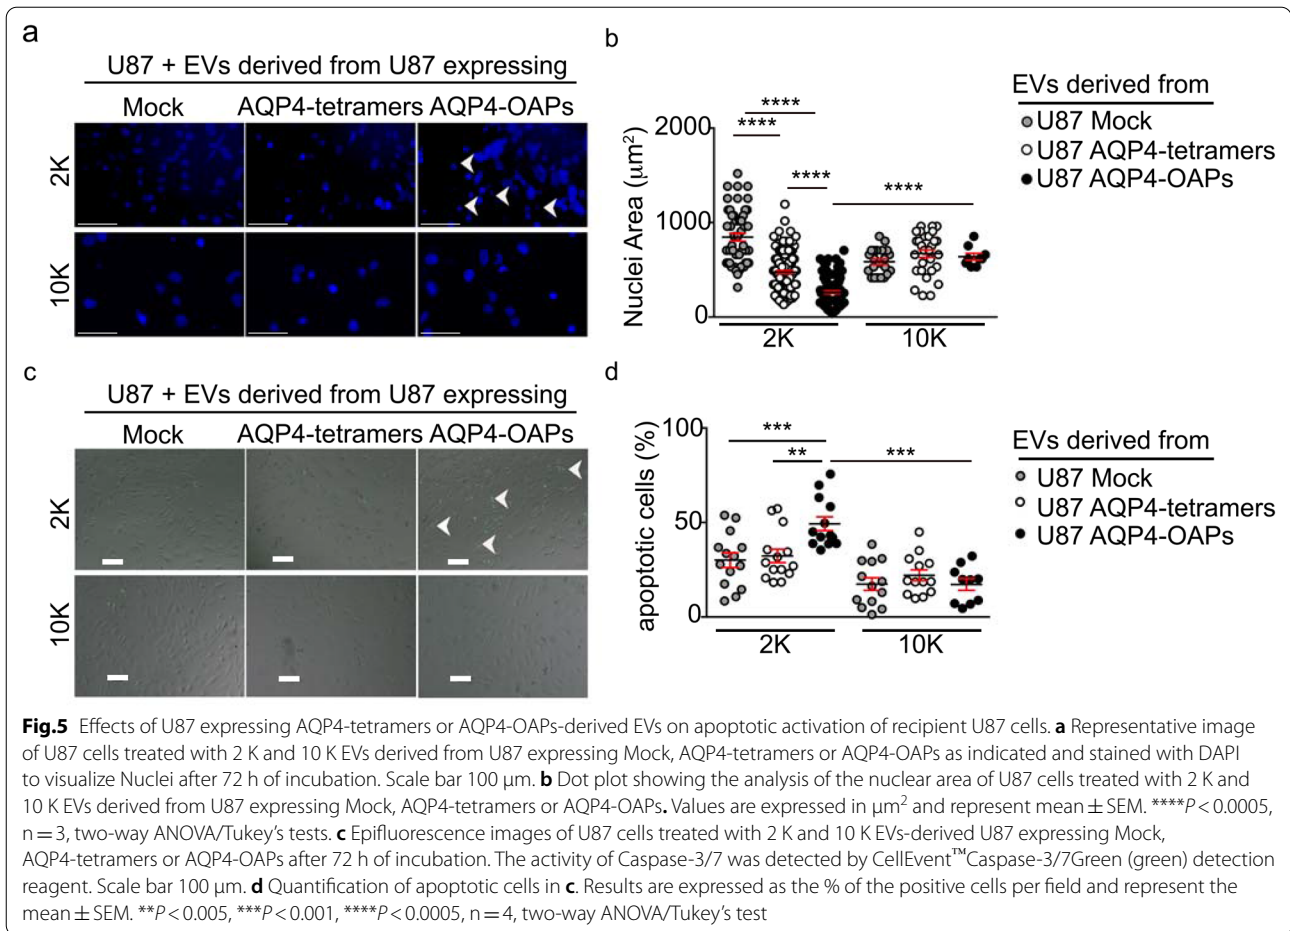 a
U87 + EVs derived from U87 expressing
Mock AQP4-tetramers AQP4-OAPs
2K
10K
b
**** 
****
****
****
2000
1000
0
Nuclei Area (μm²)
2K 10K
EVs derived from
U87 Mock
U87 AQP4-tetramers
U87 AQP4-OAPs
c
U87 + EVs derived from U87 expressing
Mock AQP4-tetramers AQP4-OAPs
2K
10K
d
***
**
***
100
50
0
apoptotic cells (%)
2K 10K
EVs derived from
U87 Mock
U87 AQP4-tetramers
U87 AQP4-OAPs
Fig.5 Effects of U87 expressing AQP4-tetramers or AQP4-OAPs-derived EVs on apoptotic activation of recipient U87 cells. a Representative image
of U87 cells treated with 2 K and 10 K EVs derived from U87 expressing Mock, AQP4-tetramers or AQP4-OAPs as indicated and stained with DAPI
to visualize Nuclei after 72 h of incubation. Scale bar 100 μm. b Dot plot showing the analysis of the nuclear area of U87 cells treated with 2 K and
10 K EVs derived from U87 expressing Mock, AQP4-tetramers or AQP4-OAPs. Values are expressed in μm² and represent mean ± SEM. ****P < 0.0005,
n = 3, two-way ANOVA/Tukey's tests. c Epifluorescence images of U87 cells treated with 2 K and 10 K EVs-derived U87 expressing Mock,
AQP4-tetramers or AQP4-OAPs after 72 h of incubation. The activity of Caspase-3/7 was detected by CellEvent™Caspase-3/7Green (green) detection
reagent. Scale bar 100 μm. d Quantification of apoptotic cells in c. Results are expressed as the % of the positive cells per field and represent the
mean ± SEM. **P < 0.005, ***P < 0.001, ****P < 0.0005, n = 4, two-way ANOVA/Tukey's test